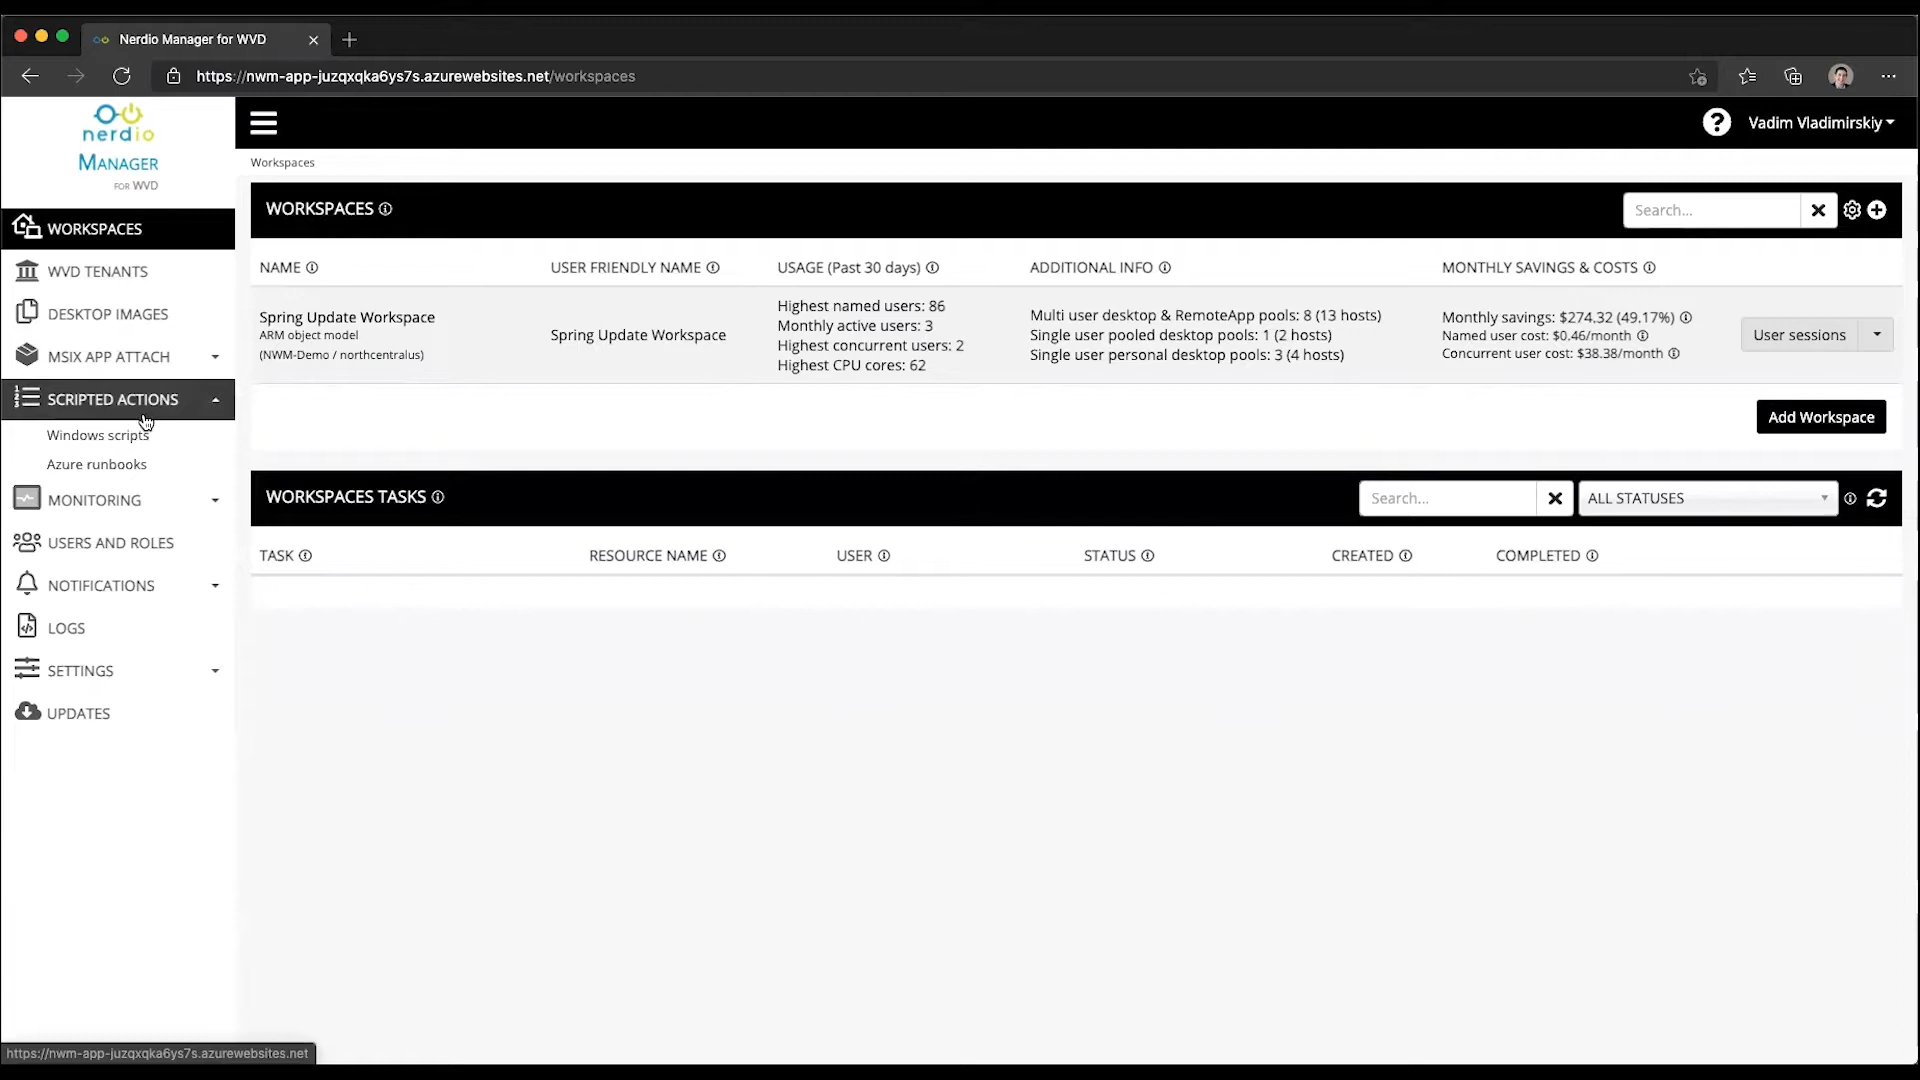 Nerdio Manager for WVD
https://nwm-app-juzqxqka6ys7s.azurewebsites.net/workspaces
nerdio
MANAGER
FOR WVD
Vadim Vladimirskiy
Workspaces
WORKSPACES
WVD TENANTS
DESKTOP IMAGES
MSIX APP ATTACH
SCRIPTED ACTIONS
Windows scripts
Azure runbooks
MONITORING
USERS AND ROLES
NOTIFICATIONS
LOGS
SETTINGS
UPDATES
WORKSPACES
Search...
NAME
USER FRIENDLY NAME
USAGE (Past 30 days)
ADDITIONAL INFO
MONTHLY SAVINGS & COSTS
Spring Update Workspace
ARM object model
(NWM-Demo / northcentralus)
Spring Update Workspace
Highest named users: 86
Monthly active users: 3
Highest concurrent users: 2
Highest CPU cores: 62
Multi user desktop & RemoteApp pools: 8 (13 hosts)
Single user pooled desktop pools: 1 (2 hosts)
Single user personal desktop pools: 3 (4 hosts)
Monthly savings: $274.32 (49.17%)
Named user cost: $0.46/month
Concurrent user cost: $38.38/month
User sessions
Add Workspace
WORKSPACES TASKS
Search...
ALL STATUSES
TASK
RESOURCE NAME
USER
STATUS
CREATED
COMPLETED
https://nwm-app-juzqxqka6ys7s.azurewebsites.net